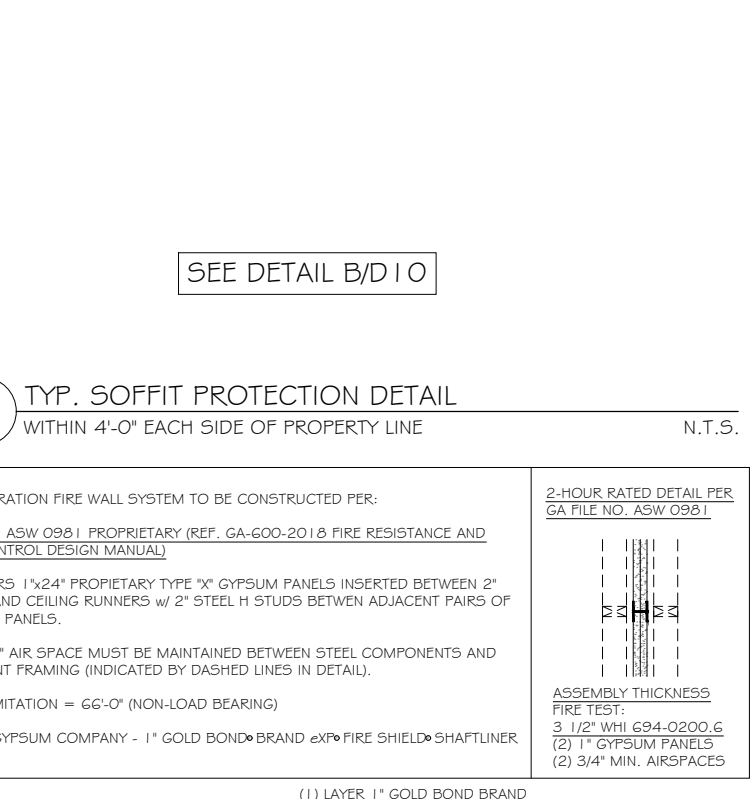 SEE DETAIL B/D10
TYP. SOFFIT PROTECTION DETAIL
WITHIN 4'-0" EACH SIDE OF PROPERTY LINE
N.T.S.
RATION FIRE WALL SYSTEM TO BE CONSTRUCTED PER:
ASW 0981 PROPRIETARY (REF. GA-600-2018 FIRE RESISTANCE AND
NTROL DESIGN MANUAL)
RS 1"x24" PROPIETARY TYPE "X" GYPSUM PANELS INSERTED BETWEEN 2"
ND CEILING RUNNERS w/ 2" STEEL H STUDS BETWEN ADJACENT PAIRS OF
PANELS.
" AIR SPACE MUST BE MAINTAINED BETWEEN STEEL COMPONENTS AND
NT FRAMING (INDICATED BY DASHED LINES IN DETAIL).
MITATION = 66'-0" (NON-LOAD BEARING)
GYPSUM COMPANY - 1" GOLD BOND® BRAND eXP® FIRE SHIELD® SHAFTLINER
2-HOUR RATED DETAIL PER
GA FILE NO. ASW 0981
ASSEMBLY THICKNESS
FIRE TEST:
3 1/2" WHI 694-0200.6
(2) 1" GYPSUM PANELS
(2) 3/4" MIN. AIRSPACES
(1) LAYER 1" GOLD BOND BRAND